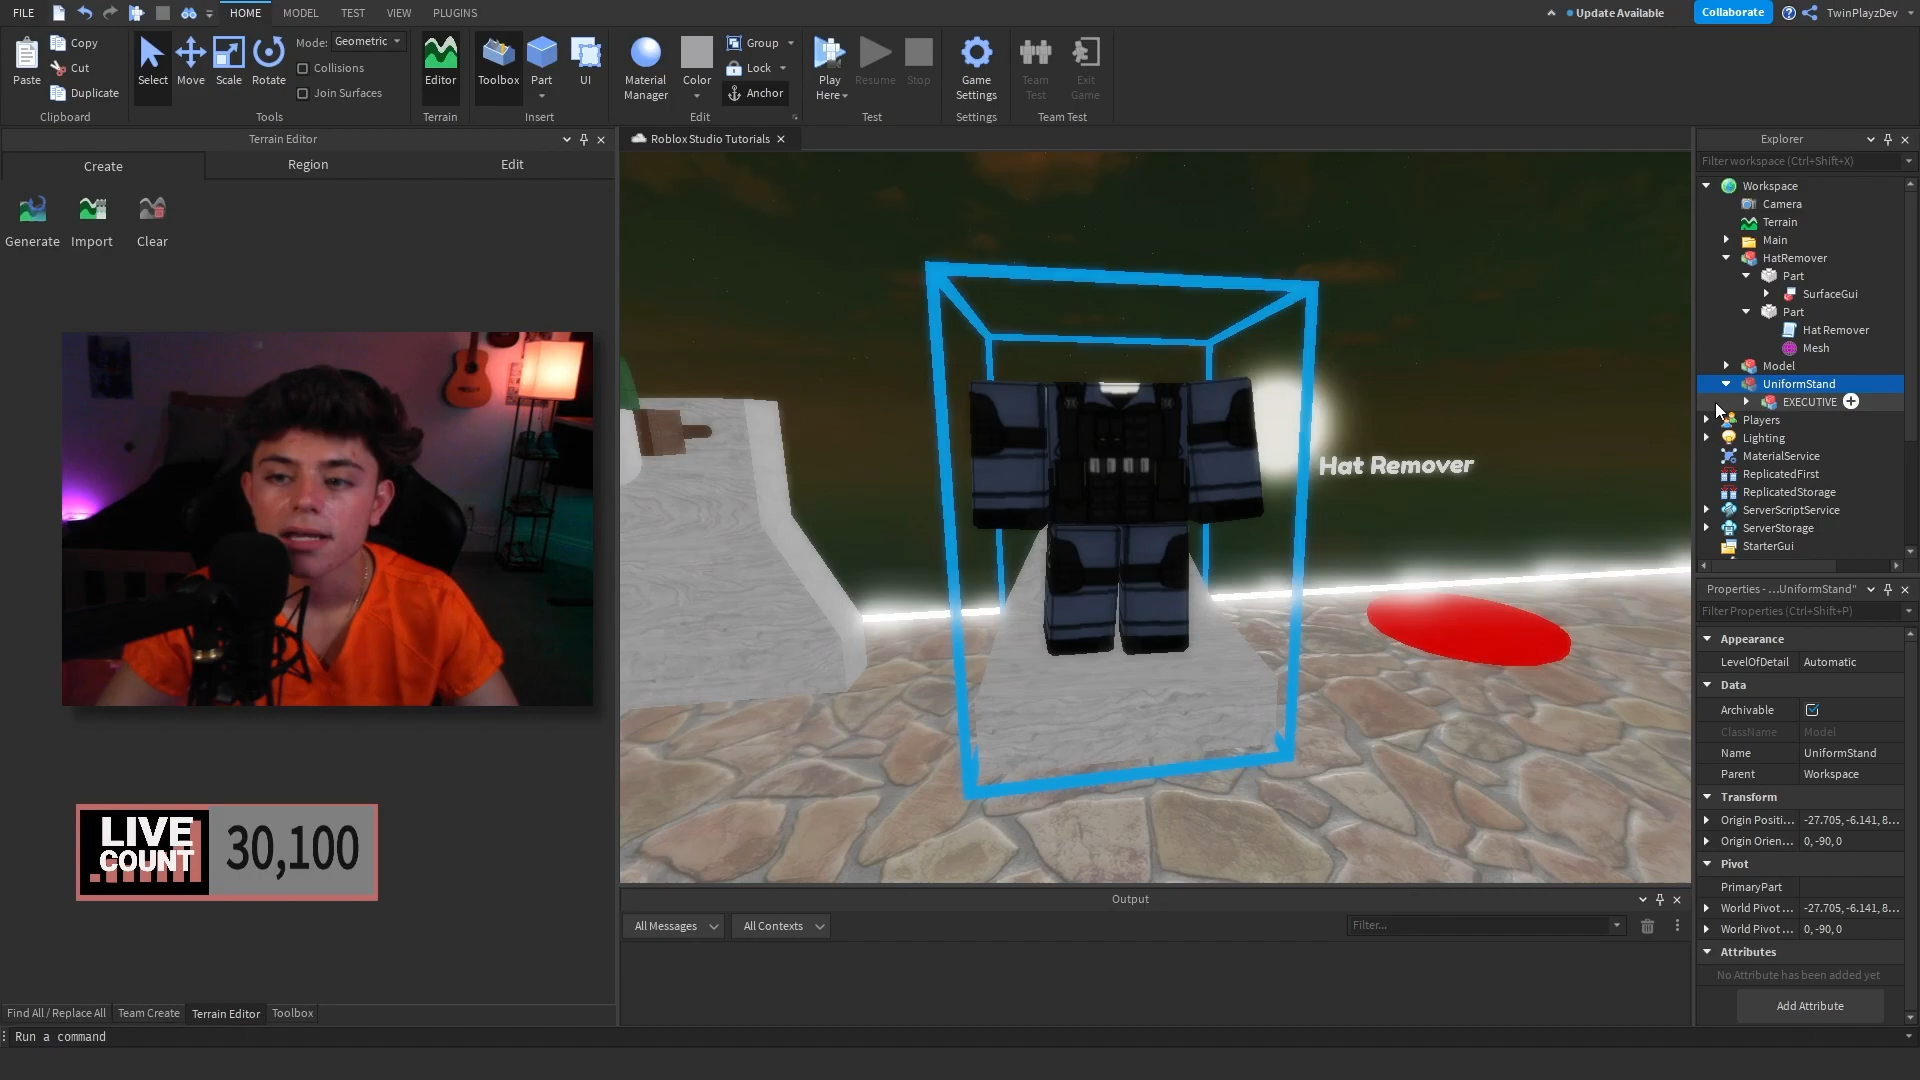 FILE
HOME
MODEL
TEST
VIEW
PLUGINS
Update Available
Collaborate
TwinPlayzDev
Paste
Copy
Cut
Duplicate
Clipboard
Select
Move
Scale
Rotate
Mode: Geometric
Collisions
Join Surfaces
Tools
Editor
Terrain
Toolbox
Part
UI
Insert
Material Manager
Color
Group
Lock
Anchor
Edit
Play Here
Resume
Stop
Test
Game Settings
Settings
Team Test
Exit Game
Team Test
Terrain Editor
Create
Region
Edit
Generate
Import
Clear
LIVE
COUNT
30,100
Find All / Replace All
Team Create
Terrain Editor
Toolbox
Run a command
Roblox Studio Tutorials
Hat Remover
Output
All Messages
All Contexts
Filter...
Explorer
Filter workspace (Ctrl+Shift+X)
Workspace
Camera
Terrain
Main
HatRemover
Part
SurfaceGui
Part
Hat Remover
Mesh
Model
UniformStand
EXECUTIVE
Players
Lighting
MaterialService
ReplicatedFirst
ReplicatedStorage
ServerScriptService
ServerStorage
StarterGui
Properties - ...UniformStand"
Filter Properties (Ctrl+Shift+P)
Appearance
LevelOfDetail Automatic
Data
Archivable
ClassName Model
Name UniformStand
Parent Workspace
Transform
Origin Positi... -27.705, -6.141, 8...
Origin Orien... 0, -90, 0
Pivot
PrimaryPart
World Pivot ... -27.705, -6.141, 8...
World Pivot ... 0, -90, 0
Attributes
No Attribute has been added yet
Add Attribute